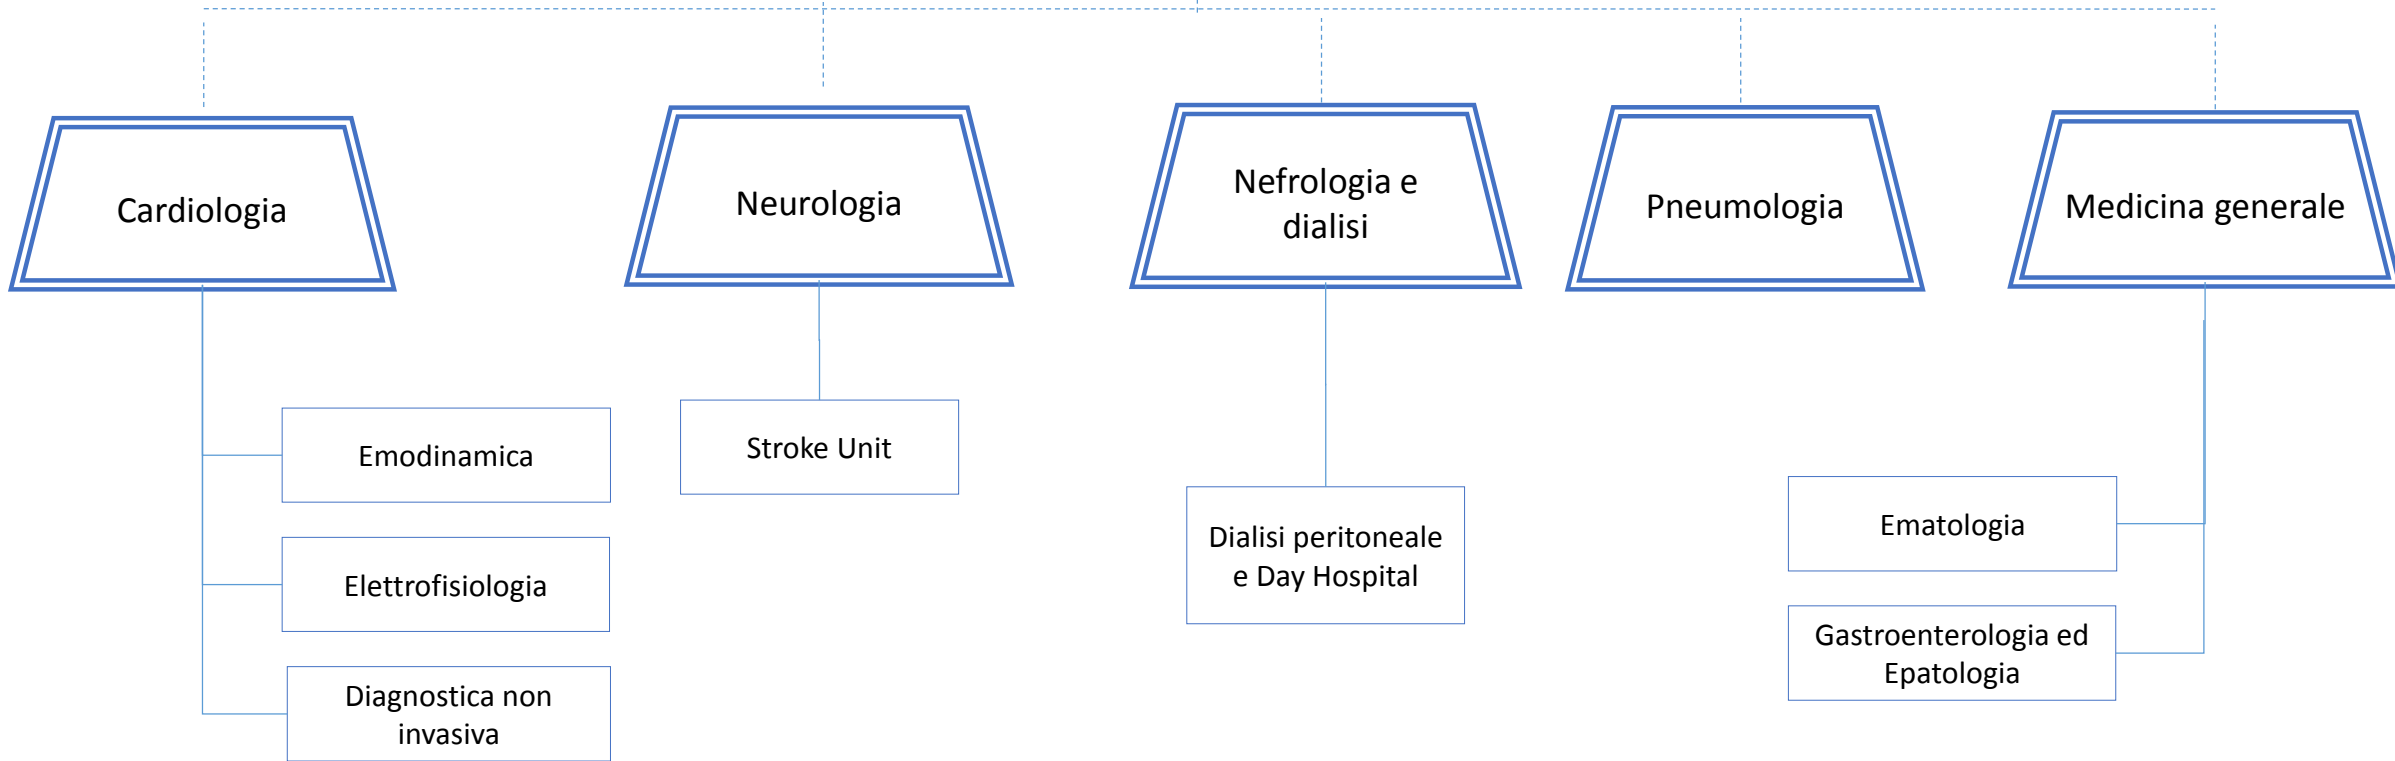 Cardiologia
Neurologia
Nefrologia e
dialisi
Pneumologia
Medicina generale
Emodinamica
Elettrofisiologia
Diagnostica non
invasiva
Stroke Unit
Dialisi peritoneale
e Day Hospital
Ematologia
Gastroenterologia ed
Epatologia